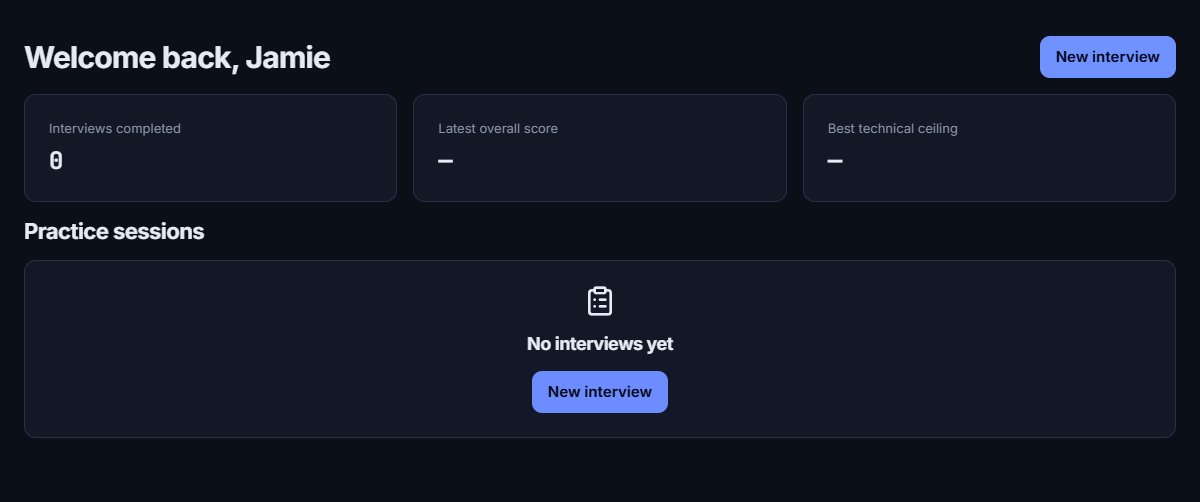 Welcome back, Jamie
New interview
Interviews completed
Latest overall score
Best technical ceiling
0
—
—
Practice sessions
No interviews yet
New interview